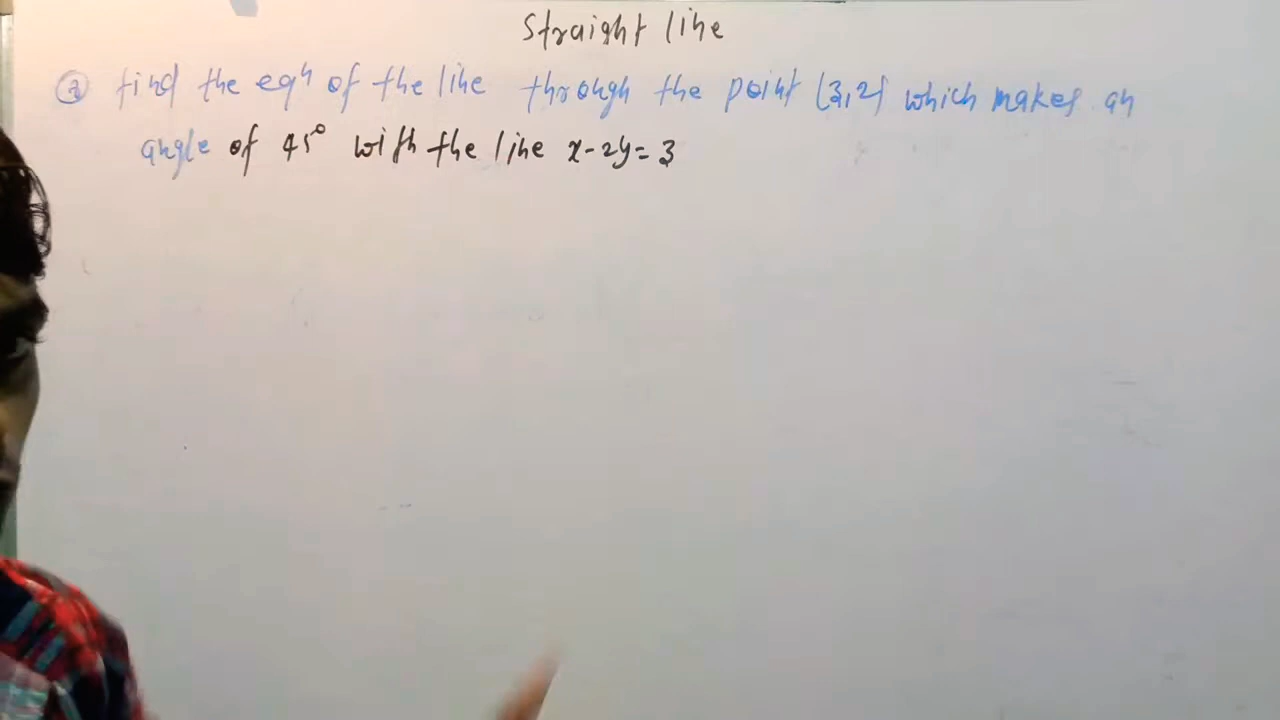 Straight line
② find the eqn of the line through the point (3,2) which makes an
angle of 45° with the line x-2y=3